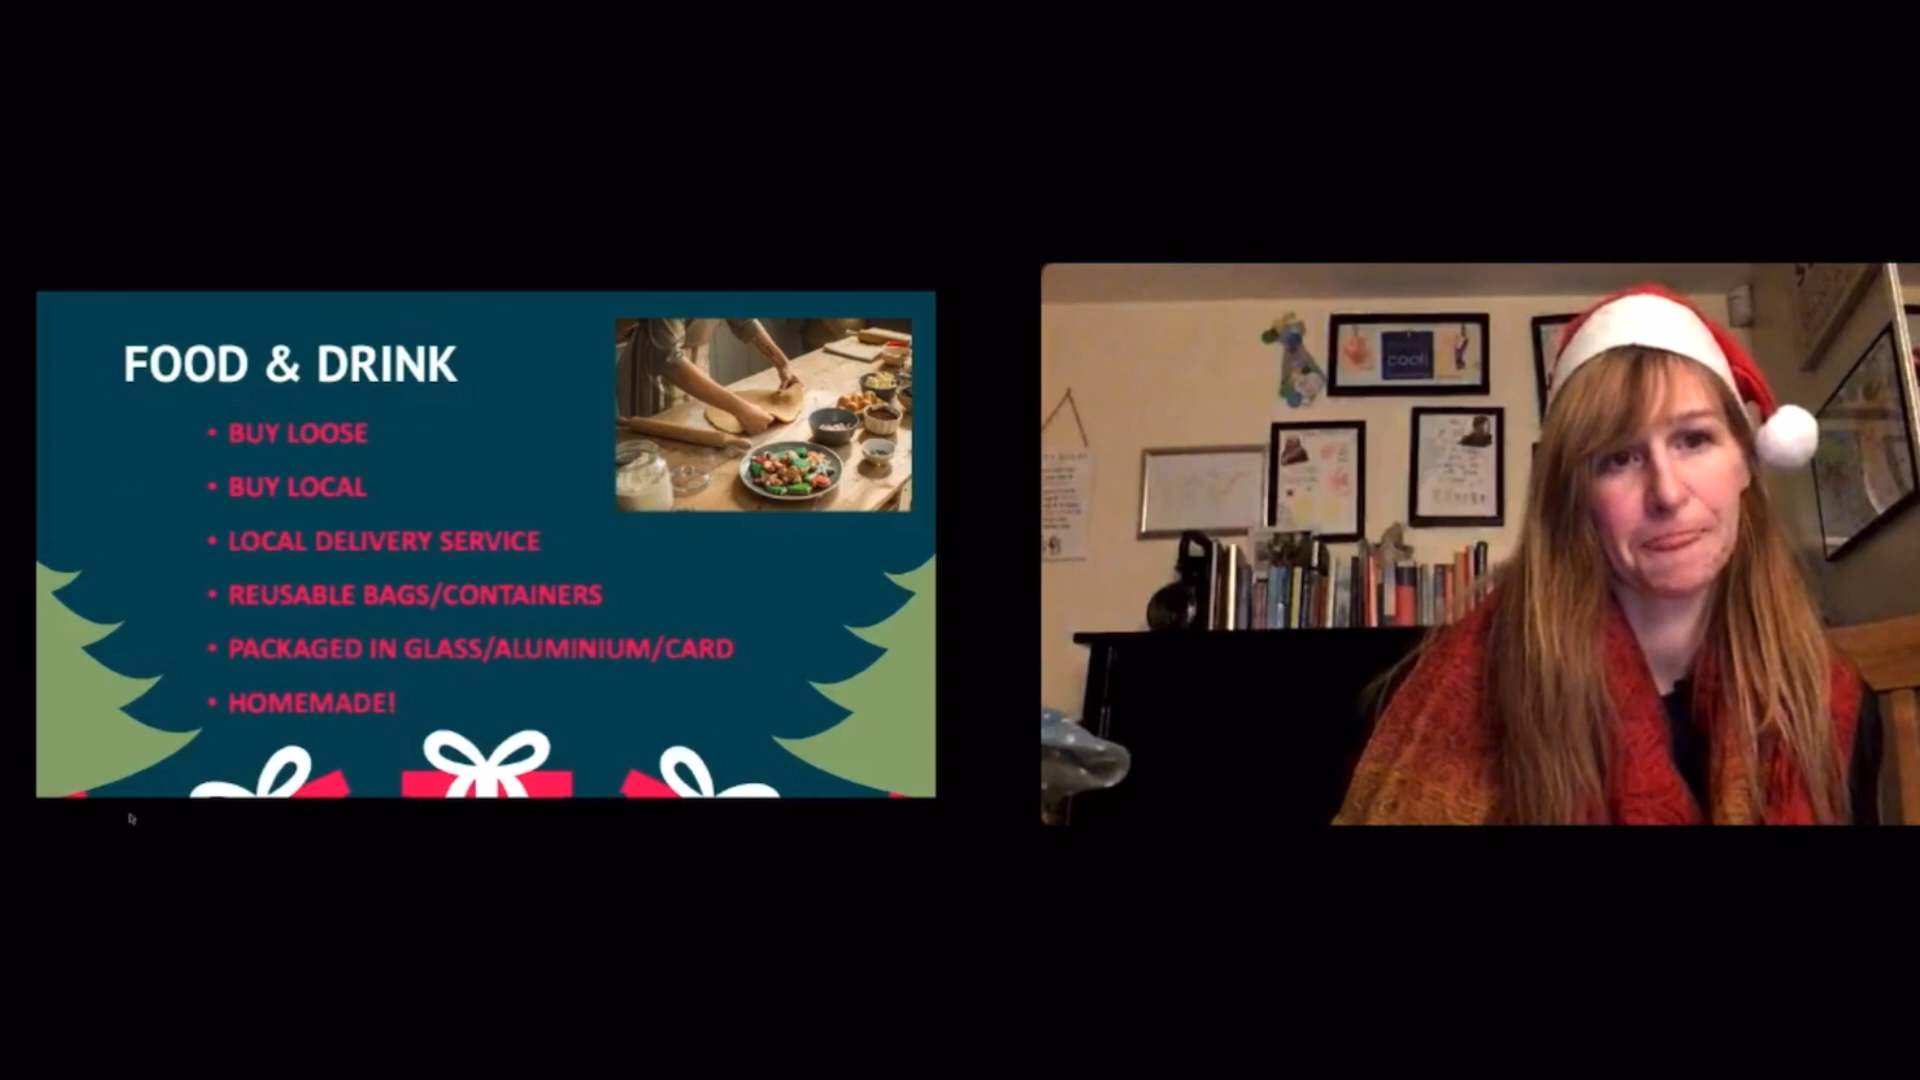 FOOD & DRINK
• BUY LOOSE
• BUY LOCAL
• LOCAL DELIVERY SERVICE
• REUSABLE BAGS/CONTAINERS
• PACKAGED IN GLASS/ALUMINIUM/CARD
• HOMEMADE!
cool